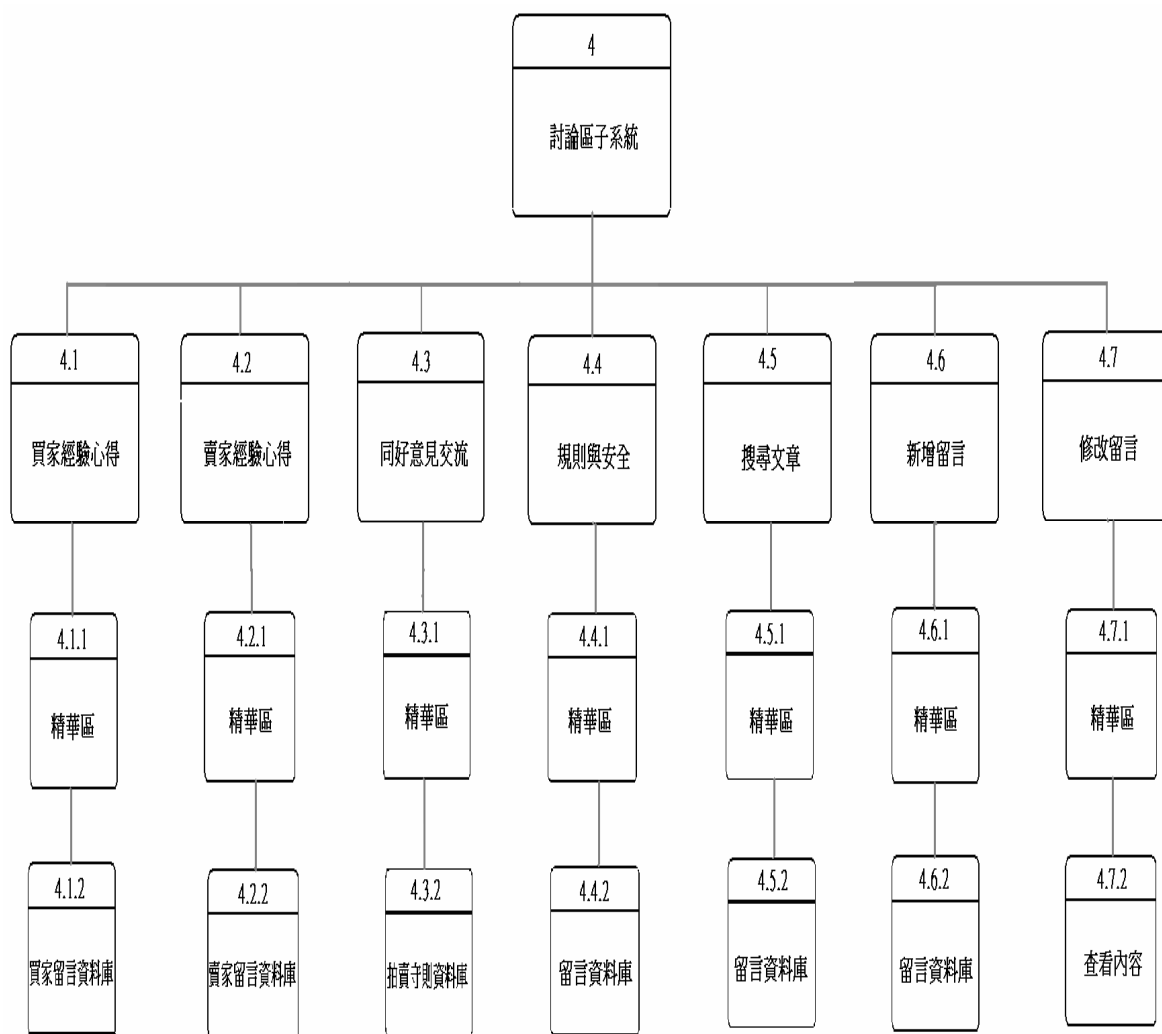 4
討論區子系統
4.1
4.2
4.3
4.4
4.5
4.6
4.7
買家經驗心得
賣家經驗心得
同好意見交流
規則與安全
搜尋文章
新增留言
修改留言
4.1.1
4.2.1
4.3.1
4.4.1
4.5.1
4.6.1
4.7.1
精華區
精華區
精華區
精華區
精華區
精華區
精華區
4.1.2
4.2.2
4.3.2
4.4.2
4.5.2
4.6.2
4.7.2
買家留言資料庫
賣家留言資料庫
拍賣守則資料庫
留言資料庫
留言資料庫
留言資料庫
查看內容